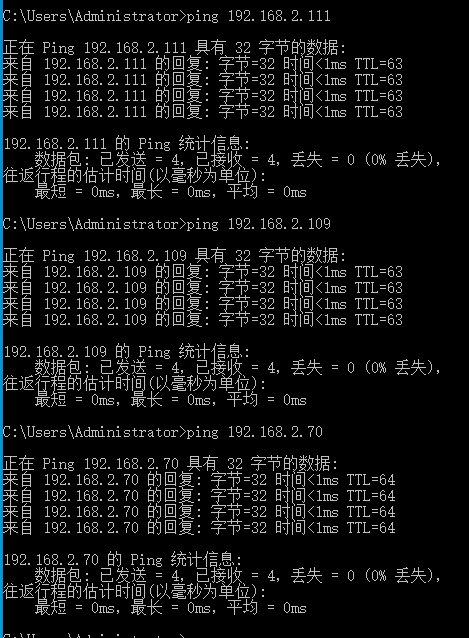 C:\Users\Administrator>ping 192.168.2.111
正在 Ping 192.168.2.111 具有 32 字节的数据:
来自 192.168.2.111 的回复: 字节=32 时间<1ms TTL=63
来自 192.168.2.111 的回复: 字节=32 时间<1ms TTL=63
来自 192.168.2.111 的回复: 字节=32 时间<1ms TTL=63
来自 192.168.2.111 的回复: 字节=32 时间<1ms TTL=63
192.168.2.111 的 Ping 统计信息:
数据包: 已发送 = 4，已接收 = 4，丢失 = 0 (0% 丢失)，
往返行程的估计时间(以毫秒为单位):
最短 = 0ms，最长 = 0ms，平均 = 0ms
C:\Users\Administrator>ping 192.168.2.109
正在 Ping 192.168.2.109 具有 32 字节的数据:
来自 192.168.2.109 的回复: 字节=32 时间<1ms TTL=63
来自 192.168.2.109 的回复: 字节=32 时间<1ms TTL=63
来自 192.168.2.109 的回复: 字节=32 时间<1ms TTL=63
来自 192.168.2.109 的回复: 字节=32 时间<1ms TTL=63
192.168.2.109 的 Ping 统计信息:
数据包: 已发送 = 4，已接收 = 4，丢失 = 0 (0% 丢失)，
往返行程的估计时间(以毫秒为单位):
最短 = 0ms，最长 = 0ms，平均 = 0ms
C:\Users\Administrator>ping 192.168.2.70
正在 Ping 192.168.2.70 具有 32 字节的数据:
来自 192.168.2.70 的回复: 字节=32 时间<1ms TTL=64
来自 192.168.2.70 的回复: 字节=32 时间<1ms TTL=64
来自 192.168.2.70 的回复: 字节=32 时间<1ms TTL=64
来自 192.168.2.70 的回复: 字节=32 时间<1ms TTL=64
192.168.2.70 的 Ping 统计信息:
数据包: 已发送 = 4，已接收 = 4，丢失 = 0 (0% 丢失)，
往返行程的估计时间(以毫秒为单位):
最短 = 0ms，最长 = 0ms，平均 = 0ms